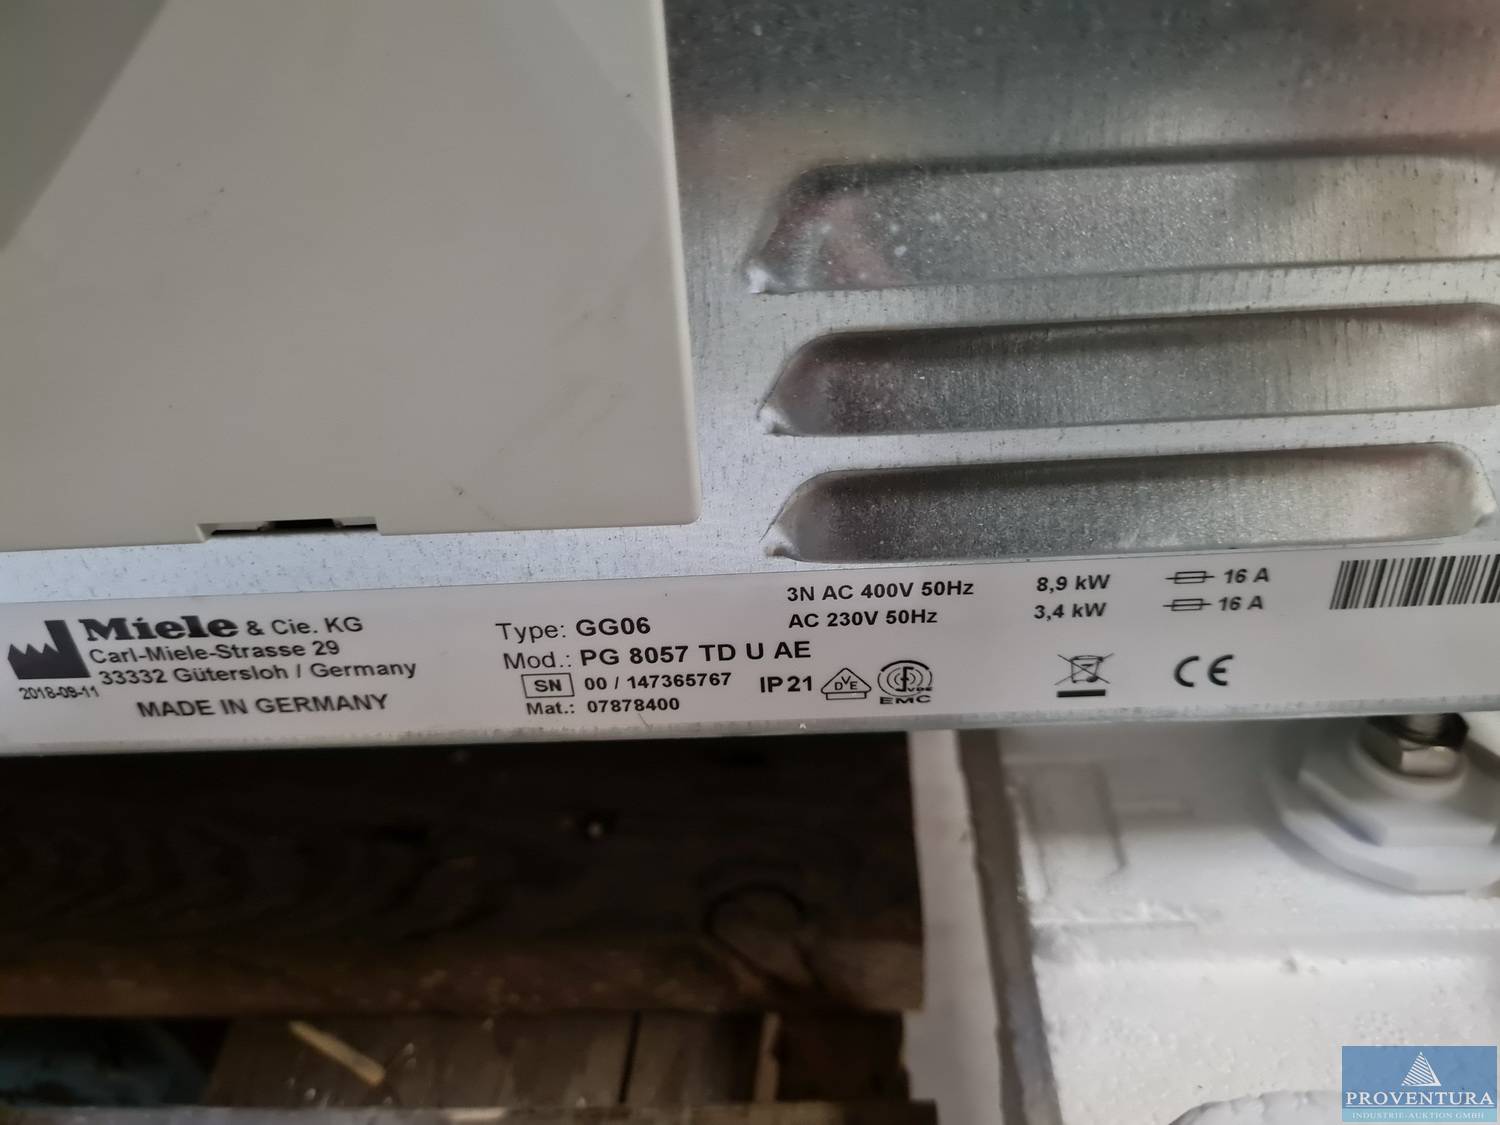 Miele & Cie. KG
Carl-Miele-Strasse 29
33332 Gütersloh / Germany
2018-09-11
MADE IN GERMANY
Type: GG06
Mod.: PG 8057 TD U AE
SN 00 / 147365767
Mat.: 07878400
IP21
DVE
VDE
EMC
3N AC 400V 50Hz 8,9 kW 16 A
AC 230V 50Hz 3,4 kW 16 A
CE
PROVENTURA
INDUSTRIE-AUKTION GMBH